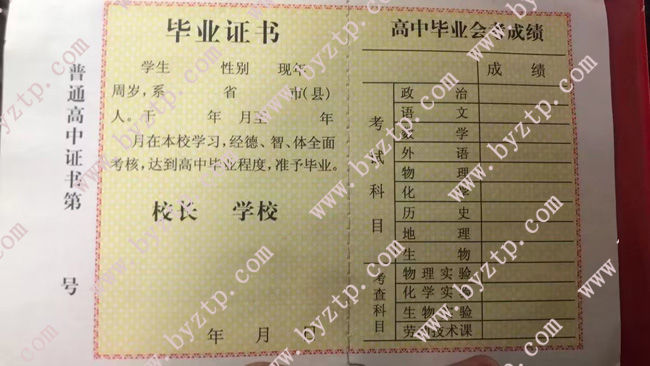 普通高中证书第
号
毕业证书
学生 性别 现年
周岁，系 省 市（县）
人。于 年 月至 年
月在本校学习，经德、智、体全面
考核，达到高中毕业程度，准予毕业。
校长 学校
年 月 日
高中毕业会考成绩
成绩
考试科目
政治
语文
数学
外语
物理
化学
历史
地理
生物
考查科目
物理实验
化学实验
生物实验
劳动技术课
www.byztp.com